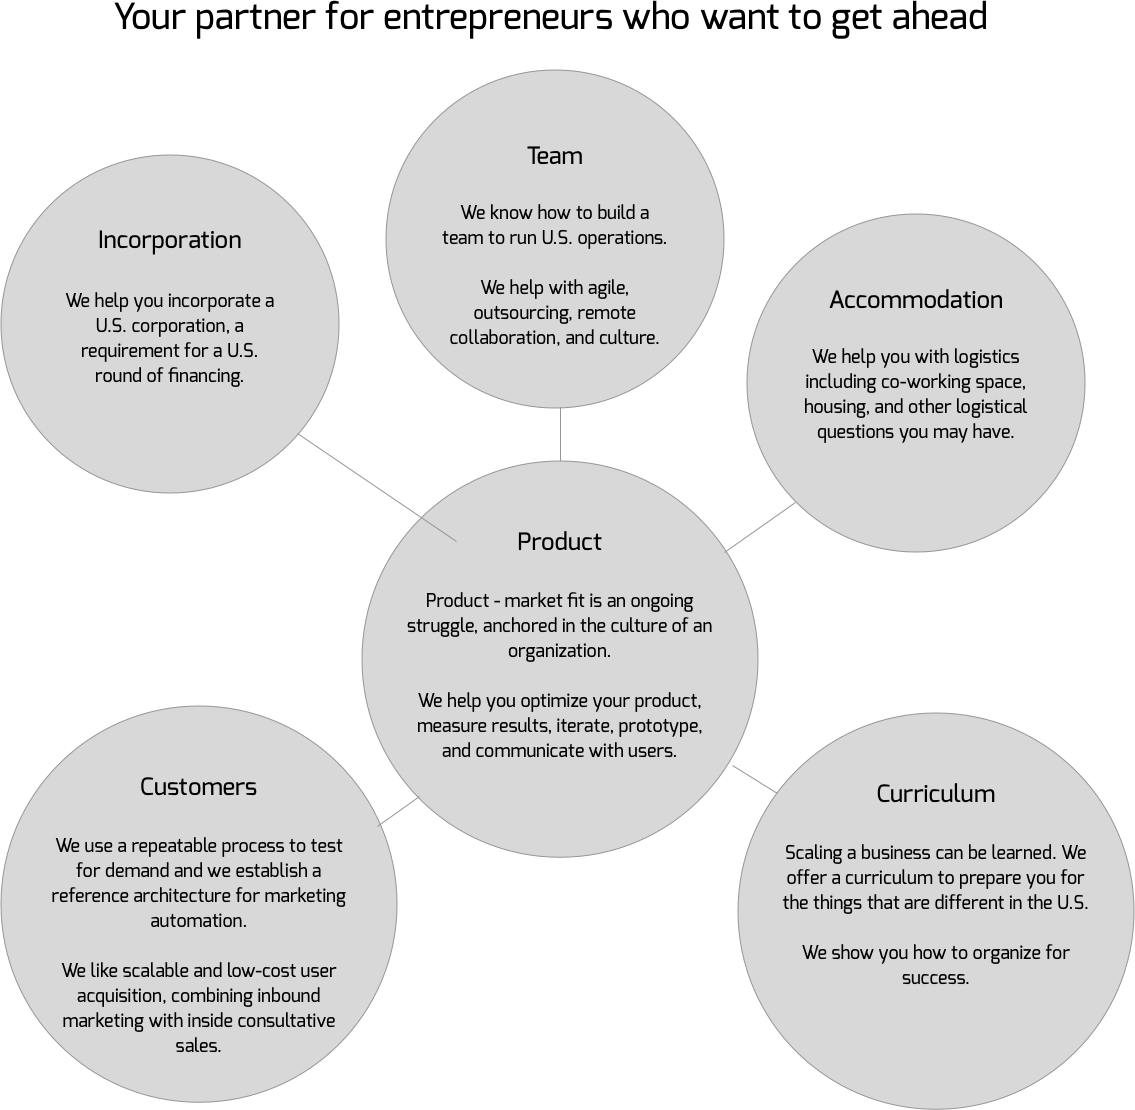 Your partner for entrepreneurs who want to get ahead
Team
We know how to build a
team to run U.S. operations.
We help with agile,
outsourcing, remote
collaboration, and culture.
Incorporation
We help you incorporate a
U.S. corporation, a
requirement for a U.S.
round of financing.
Accommodation
We help you with logistics
including co-working space,
housing, and other logistical
questions you may have.
Product
Product - market fit is an ongoing
struggle, anchored in the culture of an
organization.
We help you optimize your product,
measure results, iterate, prototype,
and communicate with users.
Customers
We use a repeatable process to test
for demand and we establish a
reference architecture for marketing
automation.
We like scalable and low-cost user
acquisition, combining inbound
marketing with inside consultative
sales.
Curriculum
Scaling a business can be learned. We
offer a curriculum to prepare you for
the things that are different in the U.S.
We show you how to organize for
success.